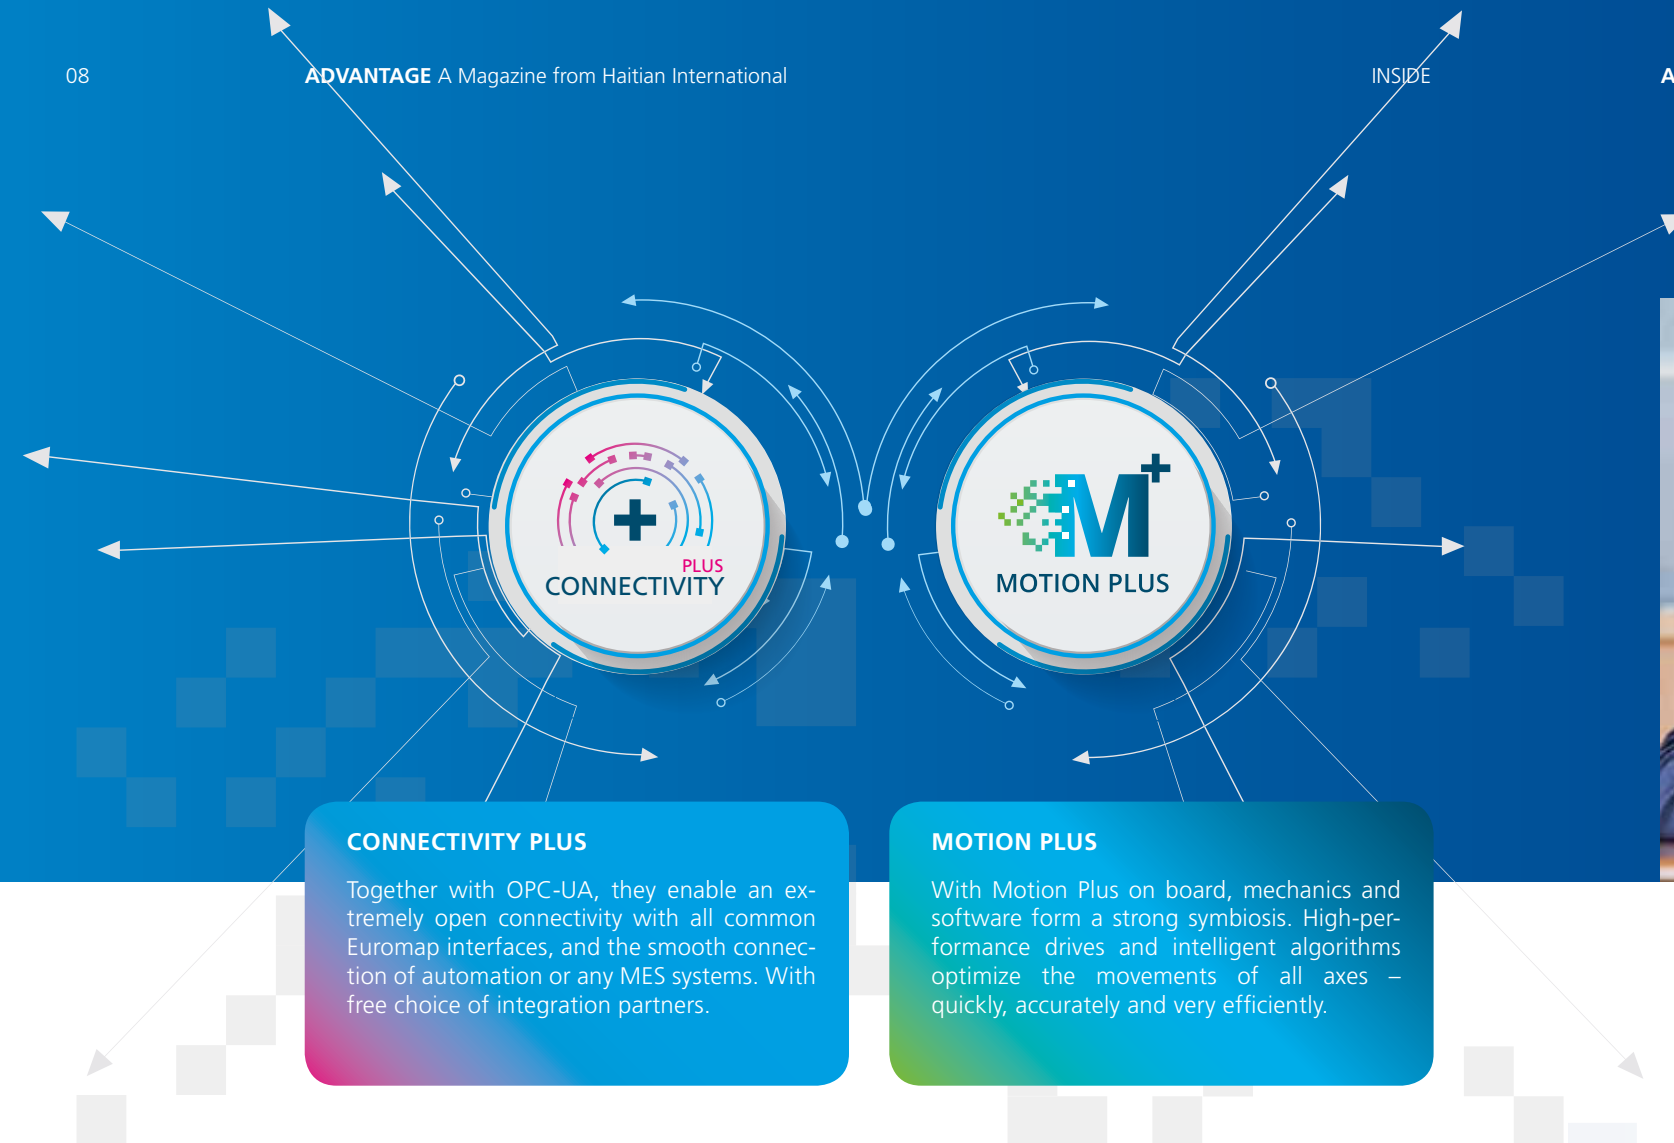 08
ADVANTAGE A Magazine from Haitian International
INSIDE
A
PLUS
CONNECTIVITY
M+
MOTION PLUS
CONNECTIVITY PLUS
Together with OPC-UA, they enable an ex-
tremely open connectivity with all common
Euromap interfaces, and the smooth connec-
tion of automation or any MES systems. With
free choice of integration partners.
MOTION PLUS
With Motion Plus on board, mechanics and
software form a strong symbiosis. High-per-
formance drives and intelligent algorithms
optimize the movements of all axes –
quickly, accurately and very efficiently.